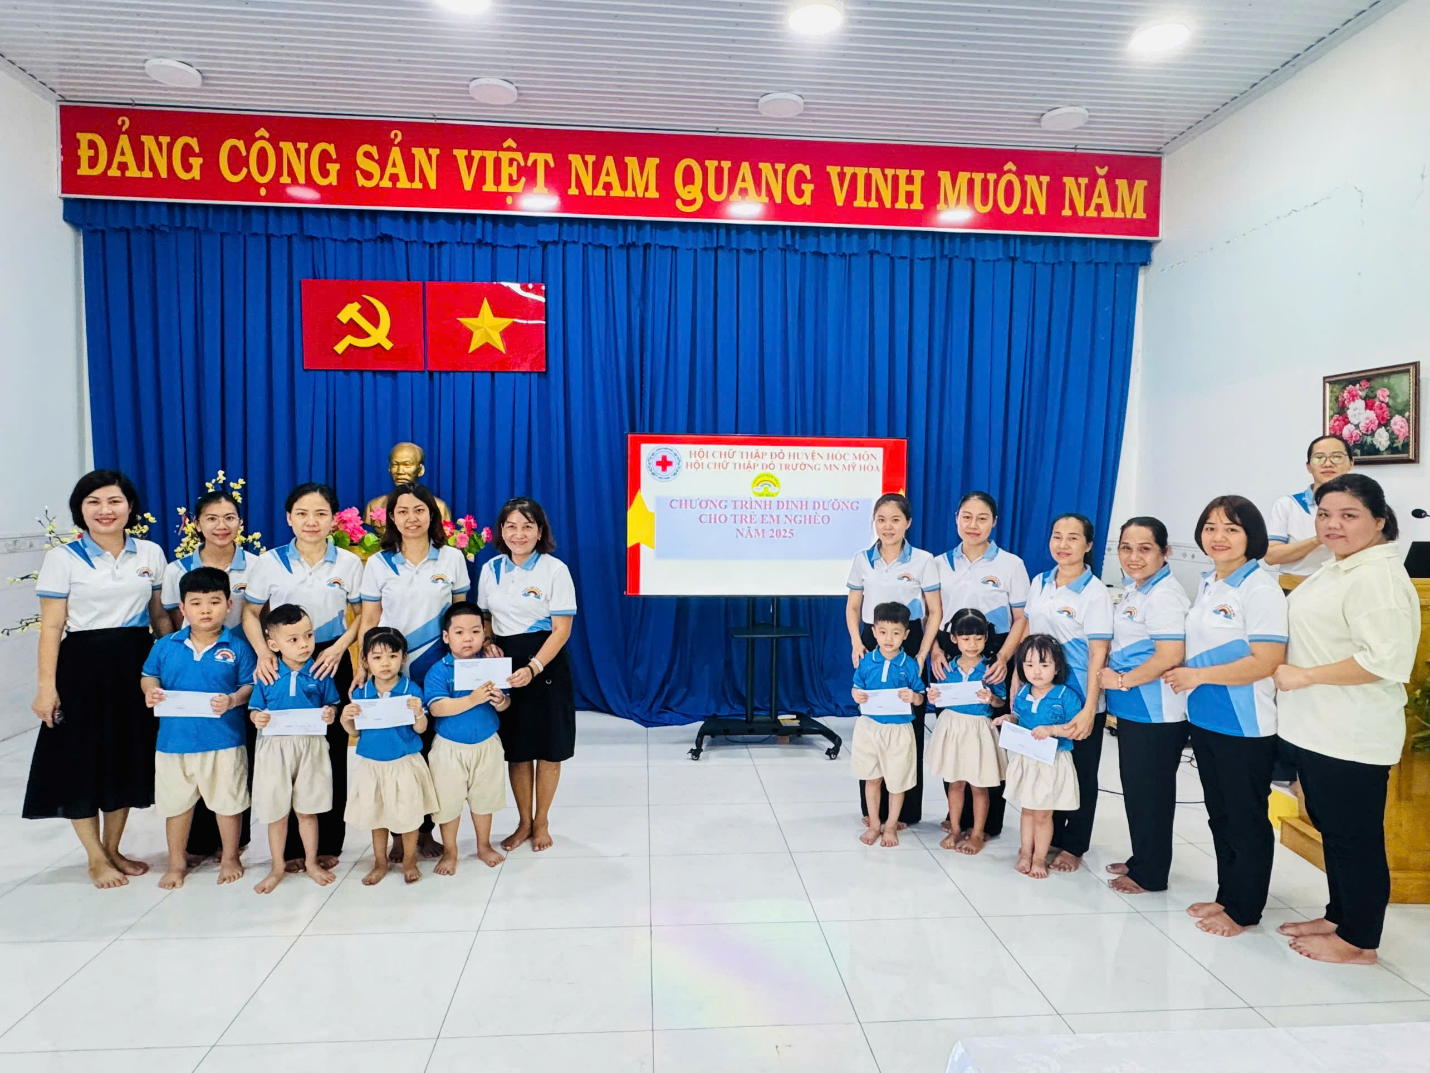 ĐẢNG CỘNG SẢN VIỆT NAM QUANG VINH MUÔN NĂM
HỘI CHỮ THẬP ĐỎ HUYỆN HÓC MÔN
HỘI CHỮ THẬP ĐỎ TRƯỜNG MN MỸ HÒA
CHƯƠNG TRÌNH DINH DƯỠNG
CHO TRẺ EM NGHÈO
NĂM 2025